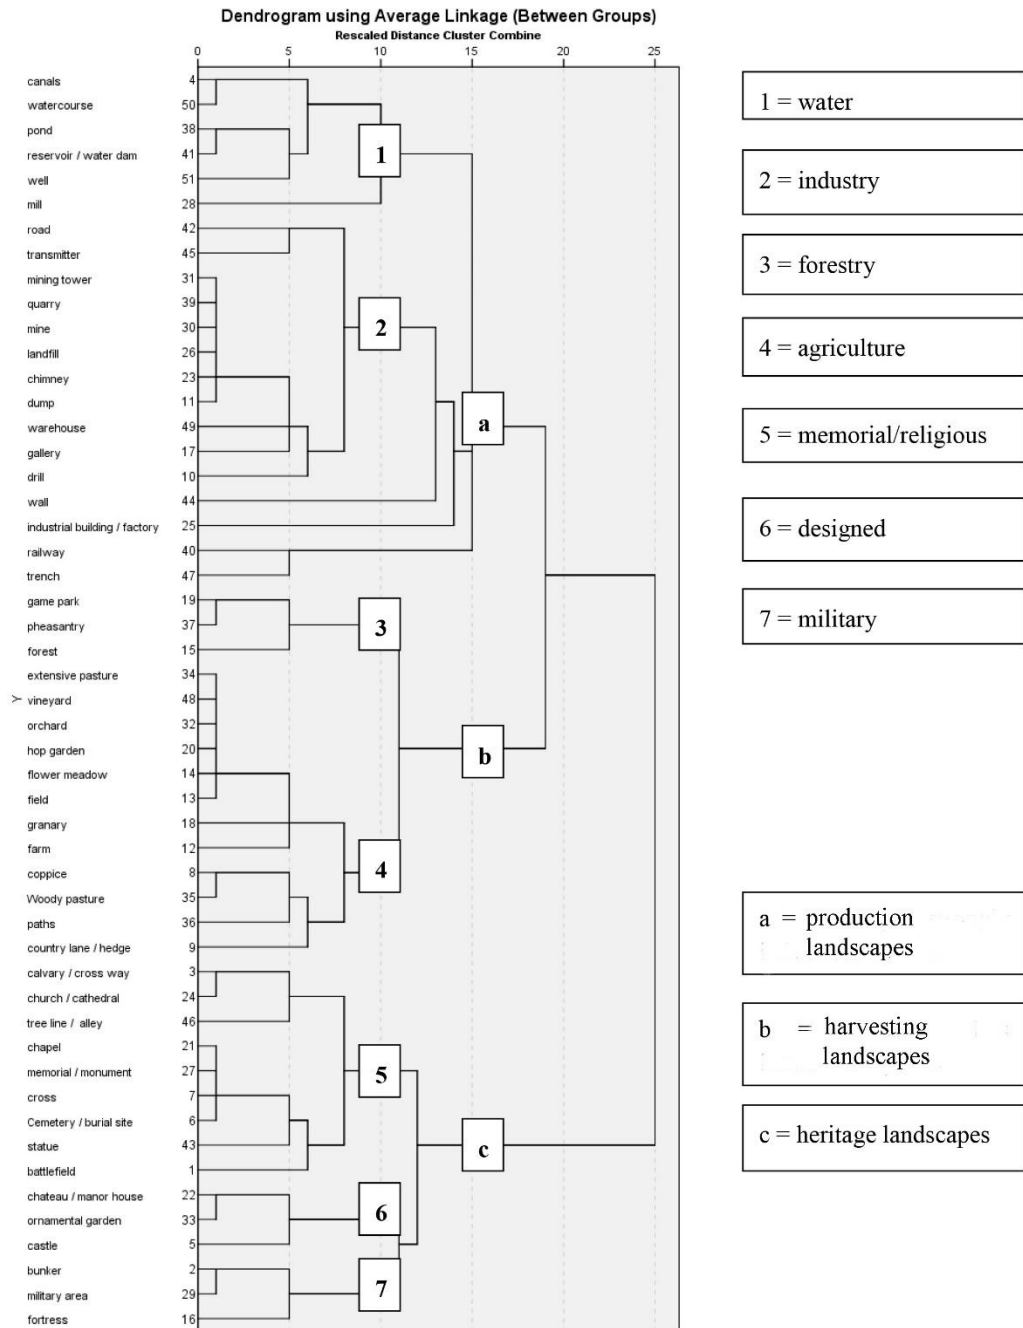 Dendrogram using Average Linkage (Between Groups)
Rescaled Distance Cluster Combine
0 5 10 15 20 25
canals 4
watercourse 50
pond 38
reservoir / water dam 41
well 51
mill 28
road 42
transmitter 45
mining tower 31
quarry 39
mine 30
landfill 26
chimney 23
dump 11
warehouse 49
gallery 17
drill 10
wall 44
industrial building / factory 25
railway 40
trench 47
game park 19
pheasantry 37
forest 15
extensive pasture 34
Y vineyard 48
orchard 32
hop garden 20
flower meadow 14
field 13
granary 18
farm 12
coppice 8
Woody pasture 35
paths 36
country lane / hedge 9
calvary / cross way 3
church / cathedral 24
tree line / alley 46
chapel 21
memorial / monument 27
cross 7
Cemetery / burial site 6
statue 43
battlefield 1
chateau / manor house 22
ornamental garden 33
castle 5
bunker 2
military area 29
fortress 16
1
2
a
3
b
4
5
c
6
7
1 = water
2 = industry
3 = forestry
4 = agriculture
5 = memorial/religious
6 = designed
7 = military
a = production
landscapes
b = harvesting
landscapes
c = heritage landscapes